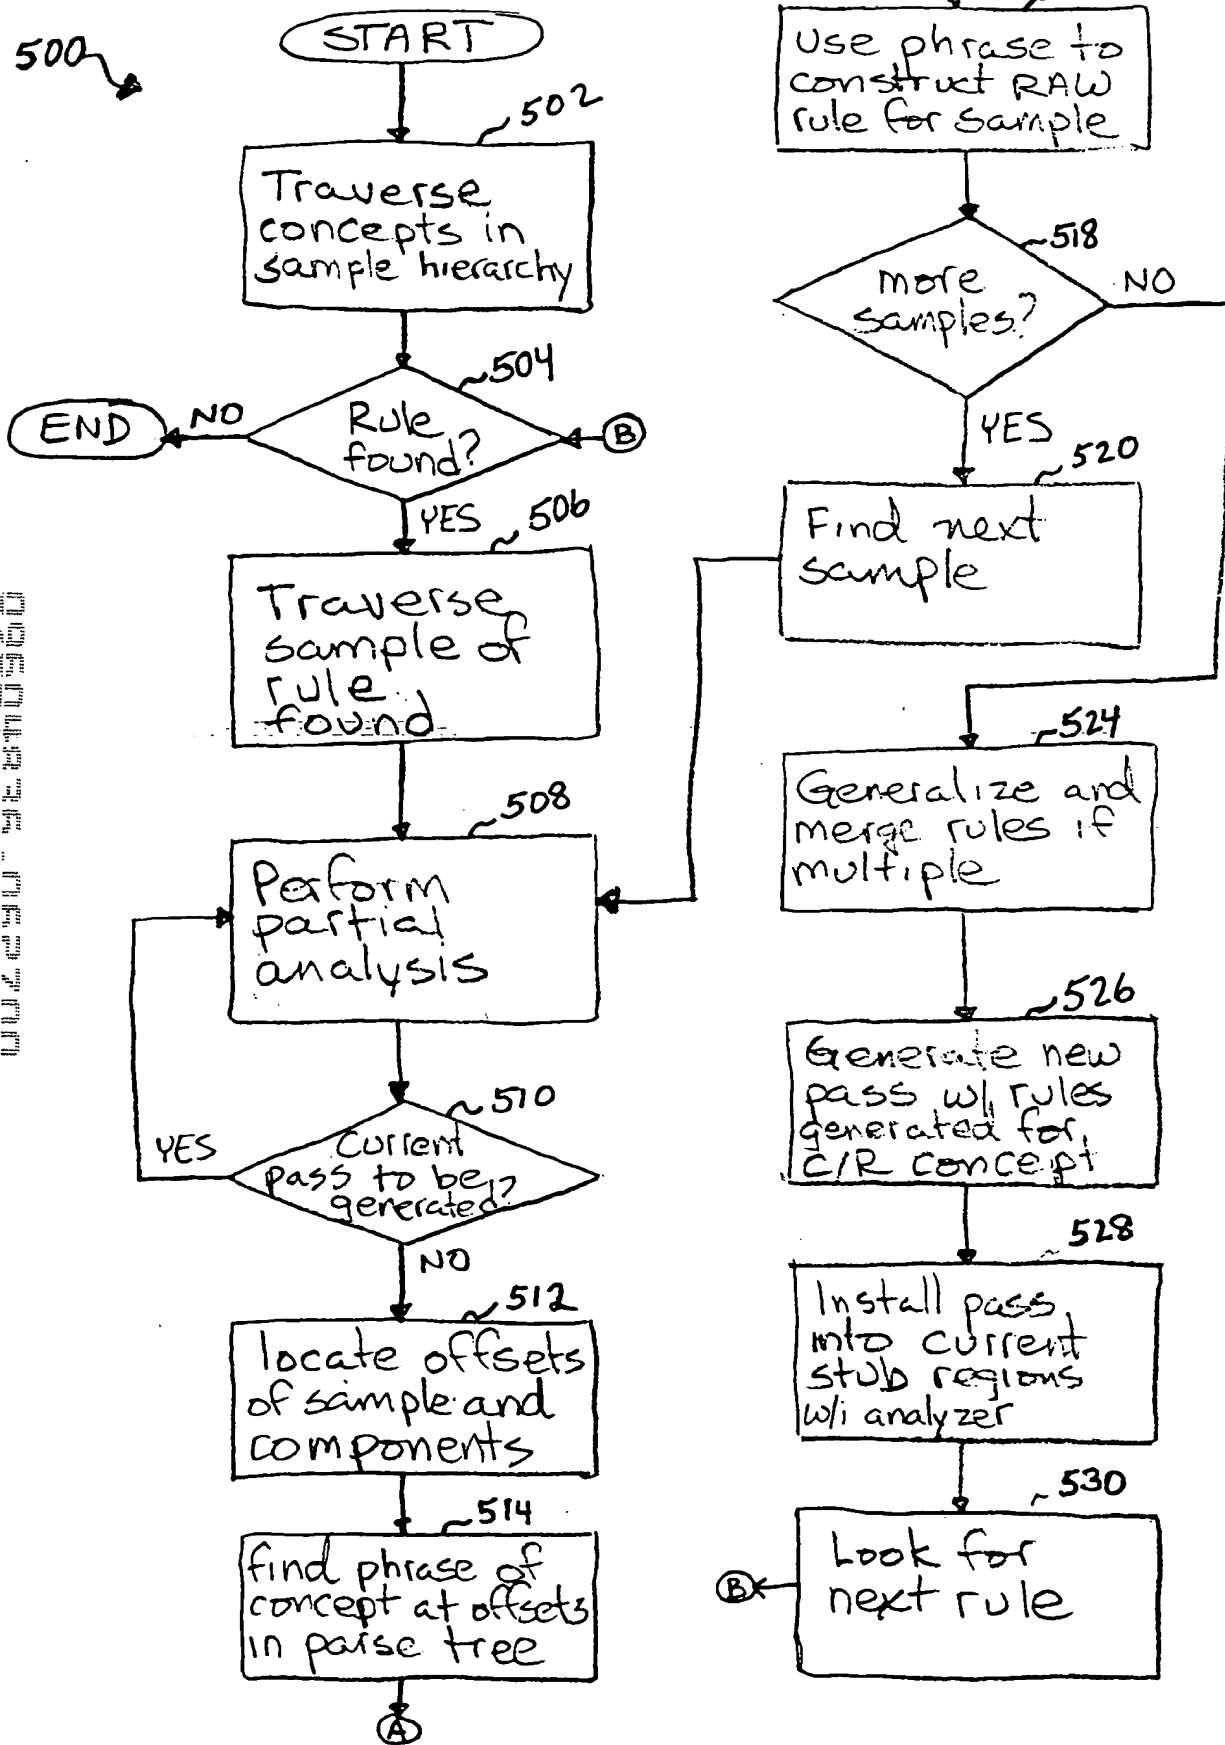 500
START
502
Traverse
concepts in
sample hierarchy
504
Rule
found?
NO
END
B
YES
506
Traverse
sample of
rule
found
508
Perform
partial
analysis
510
Current
pass to be
generated?
YES
NO
512
locate offsets
of sample and
components
514
find phrase of
concept at offsets
in parse tree
A
Use phrase to
construct RAW
rule for sample
518
more
samples?
NO
YES
520
Find next
sample
524
Generalize and
merge rules if
multiple
526
Generate new
pass w/ rules
generated for
C/R concept
528
Install pass
into current
stub regions
w/i analyzer
530
Look for
next rule
B